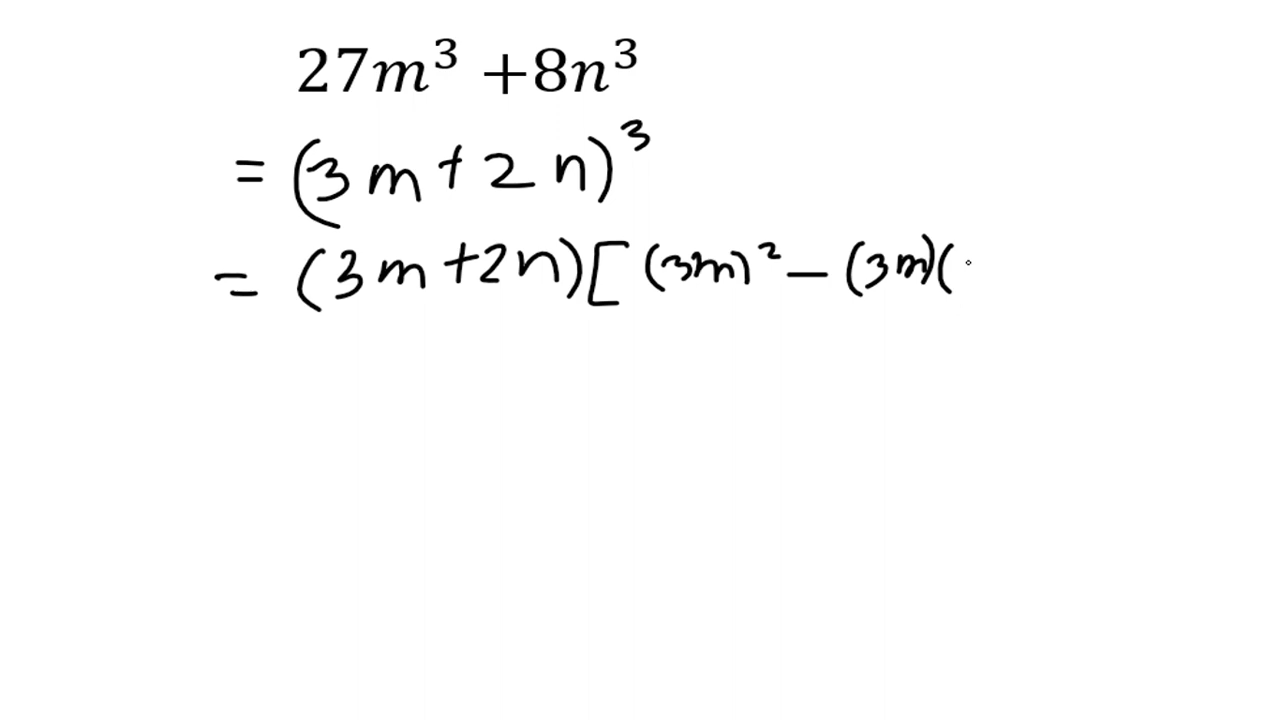 27m³ +8n³
= (3m+2n)³
= (3m+2n)[(3m)²−(3m)(